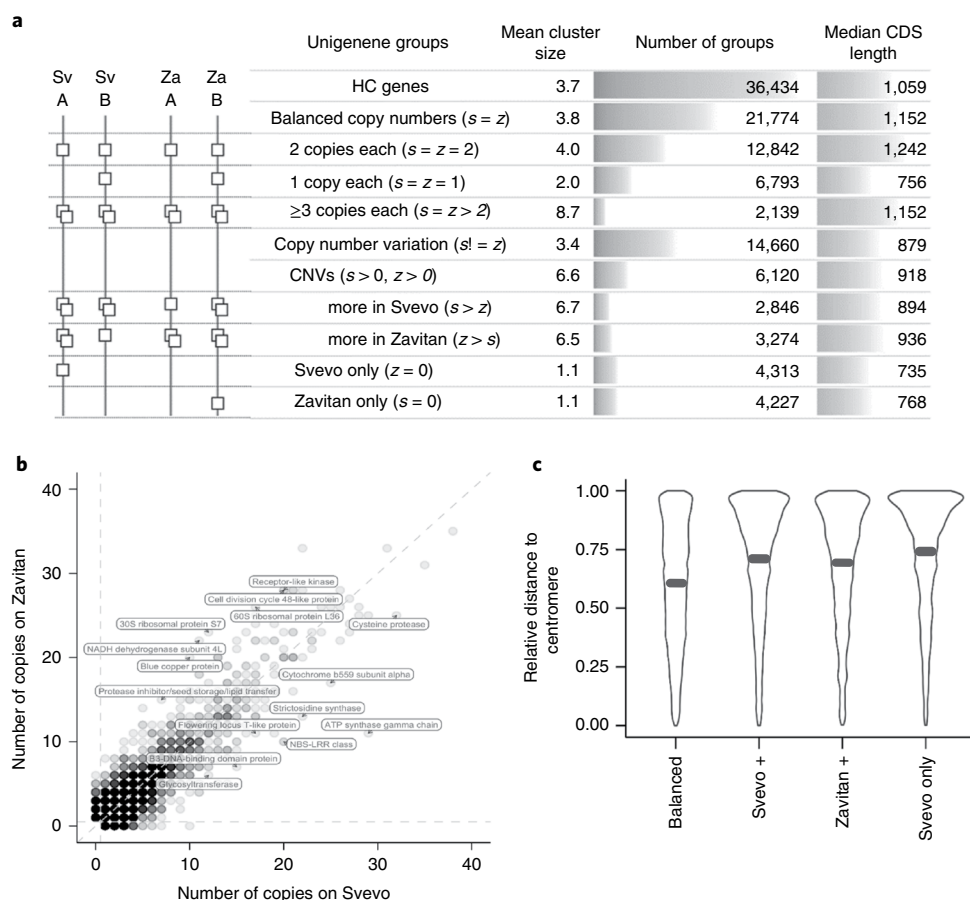 a
Unigenene groups
Mean cluster size
Number of groups
Median CDS length
Sv A
Sv B
Za A
Za B
HC genes 3.7 36,434 1,059
Balanced copy numbers (s = z) 3.8 21,774 1,152
2 copies each (s = z = 2) 4.0 12,842 1,242
1 copy each (s = z = 1) 2.0 6,793 756
≥3 copies each (s = z > 2) 8.7 2,139 1,152
Copy number variation (s! = z) 3.4 14,660 879
CNVs (s > 0, z > 0) 6.6 6,120 918
more in Svevo (s > z) 6.7 2,846 894
more in Zavitan (z > s) 6.5 3,274 936
Svevo only (z = 0) 1.1 4,313 735
Zavitan only (s = 0) 1.1 4,227 768
b
Number of copies on Zavitan
40
30
20
10
0
Receptor-like kinase
Cell division cycle 48-like protein
60S ribosomal protein L36
30S ribosomal protein S7
Cysteine protease
NADH dehydrogenase subunit 4L
Blue copper protein
Cytochrome b559 subunit alpha
Protease inhibitor/seed storage/lipid transfer
Strictosidine synthase
Flowering locus T-like protein
ATP synthase gamma chain
NBS-LRR class
B3-DNA-binding domain protein
Glycosyltransferase
0 10 20 30 40
Number of copies on Svevo
c
Relative distance to centromere
1.00
0.75
0.50
0.25
0.00
Balanced
Svevo +
Zavitan +
Svevo only